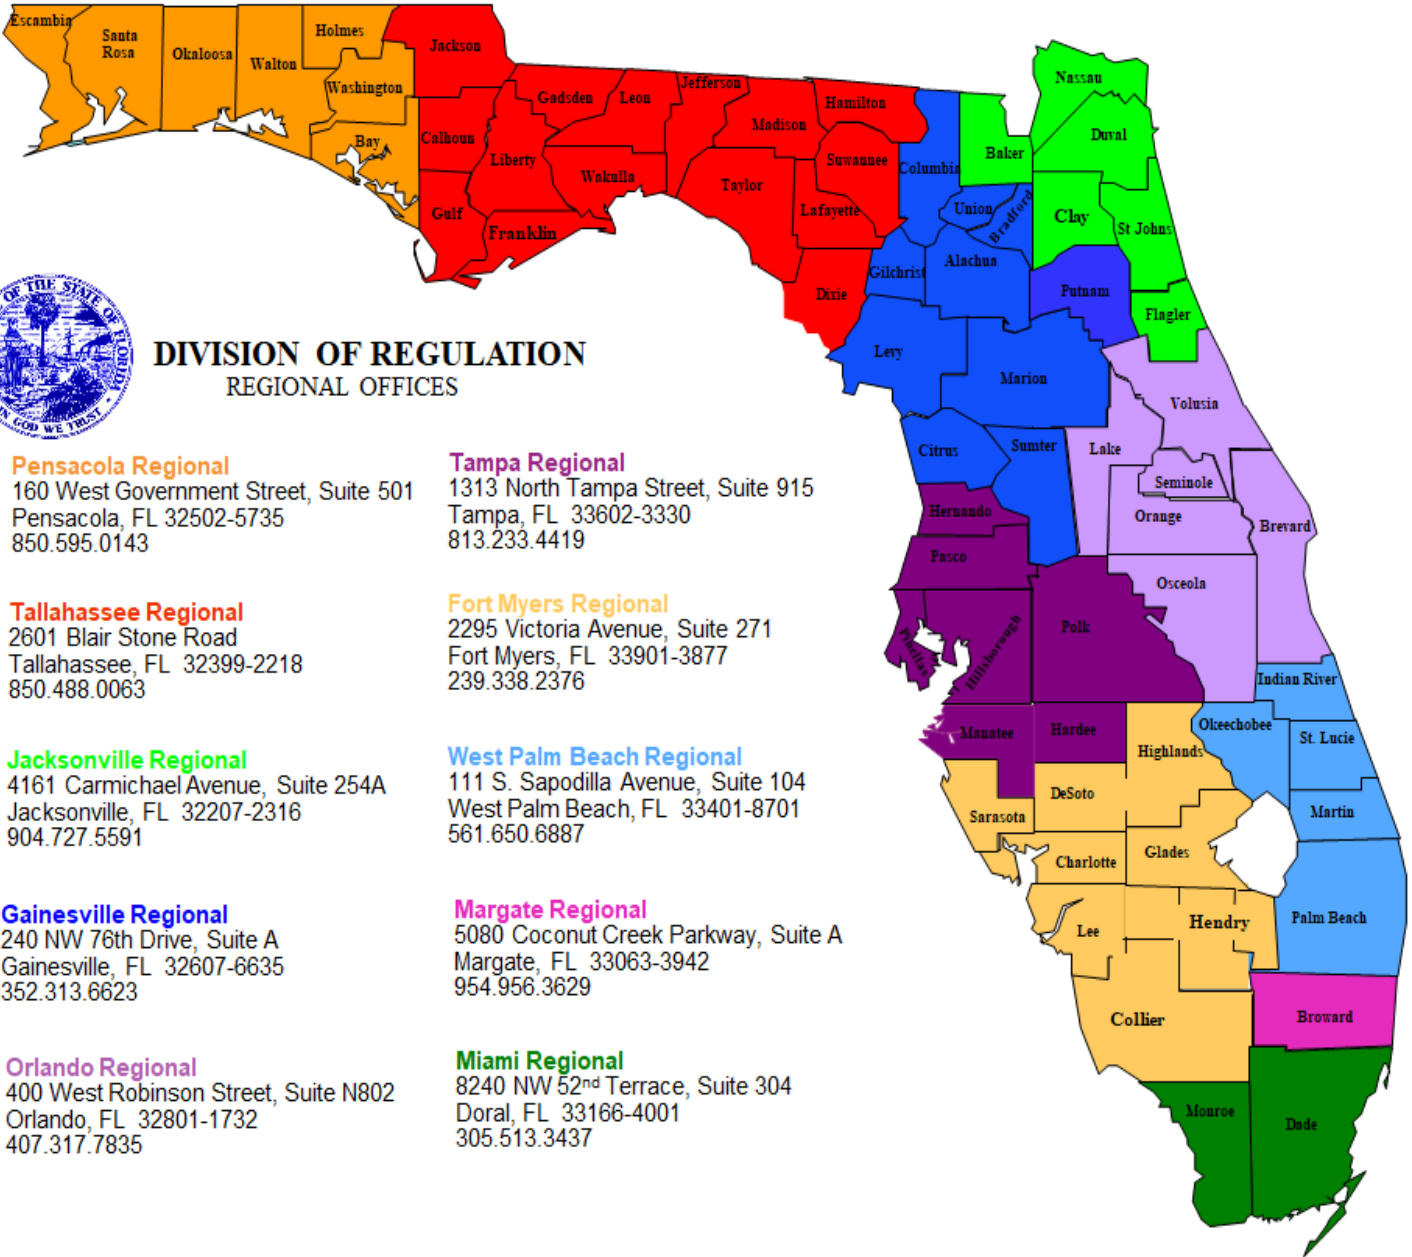 Escambia
Santa
Rosa
Okaloosa
Walton
Holmes
Washington
Bay
Jackson
Calhoun
Gulf
Liberty
Gadsden
Franklin
Leon
Wakulla
Jefferson
Madison
Taylor
Hamilton
Suwannee
Lafayette
Dixie
Columbia
Baker
Nassau
Duval
Union
Bradford
Clay
St Johns
Gilchrist
Alachua
Putnam
Flagler
Levy
Marion
Volusia
Citrus
Sumter
Lake
Seminole
Orange
Brevard
Hernando
Pasco
Osceola
Pinellas
Hillsborough
Polk
Indian River
Manatee
Hardee
Highlands
Okeechobee
St. Lucie
DeSoto
Sarasota
Martin
Charlotte
Glades
Lee
Hendry
Palm Beach
Collier
Broward
Monroe
Dade
OF THE STATE OF FLORIDA
IN GOD WE TRUST
DIVISION OF REGULATION
REGIONAL OFFICES
Pensacola Regional
160 West Government Street, Suite 501
Pensacola, FL 32502-5735
850.595.0143
Tallahassee Regional
2601 Blair Stone Road
Tallahassee, FL 32399-2218
850.488.0063
Jacksonville Regional
4161 Carmichael Avenue, Suite 254A
Jacksonville, FL 32207-2316
904.727.5591
Gainesville Regional
240 NW 76th Drive, Suite A
Gainesville, FL 32607-6635
352.313.6623
Orlando Regional
400 West Robinson Street, Suite N802
Orlando, FL 32801-1732
407.317.7835
Tampa Regional
1313 North Tampa Street, Suite 915
Tampa, FL 33602-3330
813.233.4419
Fort Myers Regional
2295 Victoria Avenue, Suite 271
Fort Myers, FL 33901-3877
239.338.2376
West Palm Beach Regional
111 S. Sapodilla Avenue, Suite 104
West Palm Beach, FL 33401-8701
561.650.6887
Margate Regional
5080 Coconut Creek Parkway, Suite A
Margate, FL 33063-3942
954.956.3629
Miami Regional
8240 NW 52nd Terrace, Suite 304
Doral, FL 33166-4001
305.513.3437